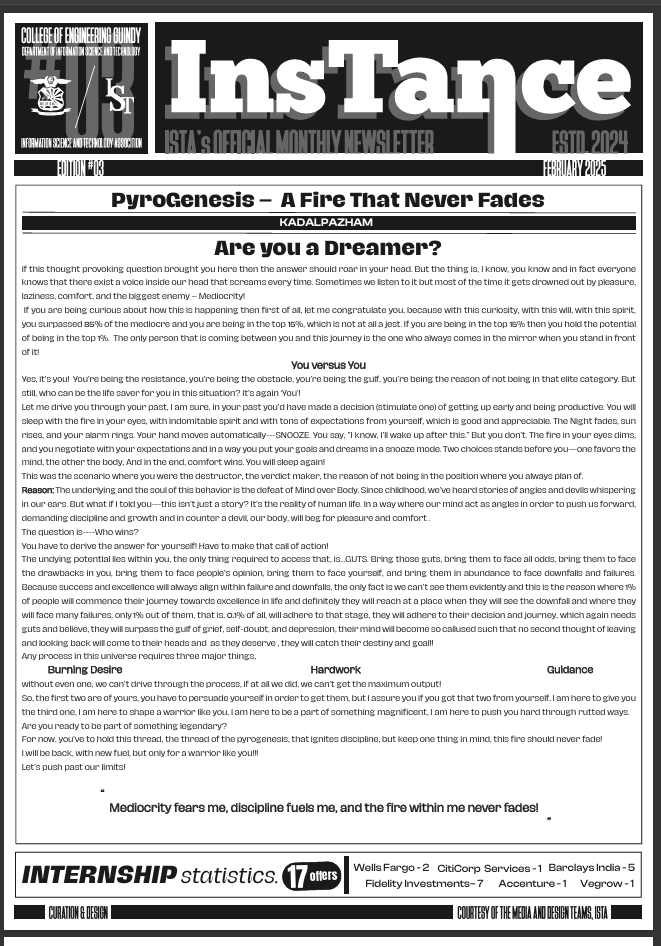 COLLEGE OF ENGINEERING GUINDY
DEPARTMENT OF INFORMATION SCIENCE AND TECHNOLOGY
#03
IST
INFORMATION SCIENCE AND TECHNOLOGY ASSOCITION
InsTance
ISTA's OFFICIAL MONTHLY NEWSLETTER
ESTD. 2024
EDITION #03
FEBRUARY 2025
PyroGenesis – A Fire That Never Fades
KADALPAZHAM
Are you a Dreamer?
If this thought provoking question brought you here then the answer should roar in your head. But the thing is, I know, you know and in fact everyone
knows that there exist a voice inside our head that screams every time. Sometimes we listen to it but most of the time it gets drowned out by pleasure,
laziness, comfort, and the biggest enemy – Mediocrity!
If you are being curious about how this is happening then first of all, let me congratulate you, because with this curiosity, with this will, with this spirit,
you surpassed 85% of the mediocre and you are being in the top 15%, which is not at all a jest. If you are being in the top 15% then you hold the potential
of being in the top 1%. The only person that is coming between you and this journey is the one who always comes in the mirror when you stand in front
of it!
You versus You
Yes, it's you! You're being the resistance, you're being the obstacle, you're being the gulf, you're being the reason of not being in that elite category. But
still, who can be the life saver for you in this situation? It's again 'You'!
Let me drive you through your past, I am sure, in your past you'd have made a decision (stimulate one) of getting up early and being productive. You will
sleep with the fire in your eyes, with indomitable spirit and with tons of expectations from yourself, which is good and appreciable. The Night fades, sun
rises, and your alarm rings. Your hand moves automatically---SNOOZE. You say, "I know, I'll wake up after this." But you don't. The fire in your eyes dims,
and you negotiate with your expectations and in a way you put your goals and dreams in a snooze mode. Two choices stands before you—one favors the
mind, the other the body, And in the end, comfort wins. You will sleep again!
This was the scenario where you were the destructor, the verdict maker, the reason of not being in the position where you always plan of.
Reason: The underlying and the soul of this behavior is the defeat of Mind over Body. Since childhood, we've heard stories of angles and devils whispering
in our ears. But what if I told you---this isn't just a story? It's the reality of human life. In a way where our mind act as angles in order to push us forward,
demanding discipline and growth and in counter a devil, our body, will beg for pleasure and comfort .
The question is----Who wins?
You have to derive the answer for yourself! Have to make that call of action!
The undying potential lies within you, the only thing required to access that, is...GUTS. Bring those guts, bring them to face all odds, bring them to face
the drawbacks in you, bring them to face people's opinion, bring them to face yourself, and bring them in abundance to face downfalls and failures.
Because success and excellence will always align within failure and downfalls, the only fact is we can't see them evidently and this is the reason where 1%
of people will commence their journey towards excellence in life and definitely they will reach at a place when they will see the downfall and where they
will face many failures, only 1% out of them, that is, 0.1% of all, will adhere to that stage, they will adhere to their decision and journey, which again needs
guts and believe, they will surpass the gulf of grief, self-doubt, and depression, their mind will become so callused such that no second thought of leaving
and looking back will come to their heads and as they deserve , they will catch their destiny and goal!!
Any process in this universe requires three major things,
Burning Desire Hardwork Guidance
without even one, we can't drive through the process, if at all we did, we can't get the maximum output!
So, the first two are of yours, you have to persuade yourself in order to get them, but I assure you if you got that two from yourself, I am here to give you
the third one, I am here to shape a warrior like you, I am here to be a part of something magnificent, I am here to push you hard through rutted ways.
Are you ready to be part of something legendary?
For now, you've to hold this thread, the thread of the pyrogenesis, that ignites discipline, but keep one thing in mind, this fire should never fade!
I will be back, with new fuel, but only for a warrior like you!!!
Let's push past our limits!
“
Mediocrity fears me, discipline fuels me, and the fire within me never fades!
”
INTERNSHIP statistics. 17 offers
Wells Fargo - 2 CitiCorp Services - 1 Barclays India - 5
Fidelity Investments– 7 Accenture - 1 Vegrow - 1
CURATION & DESIGN
COURTESY OF THE MEDIA AND DESIGN TEAMS, ISTA